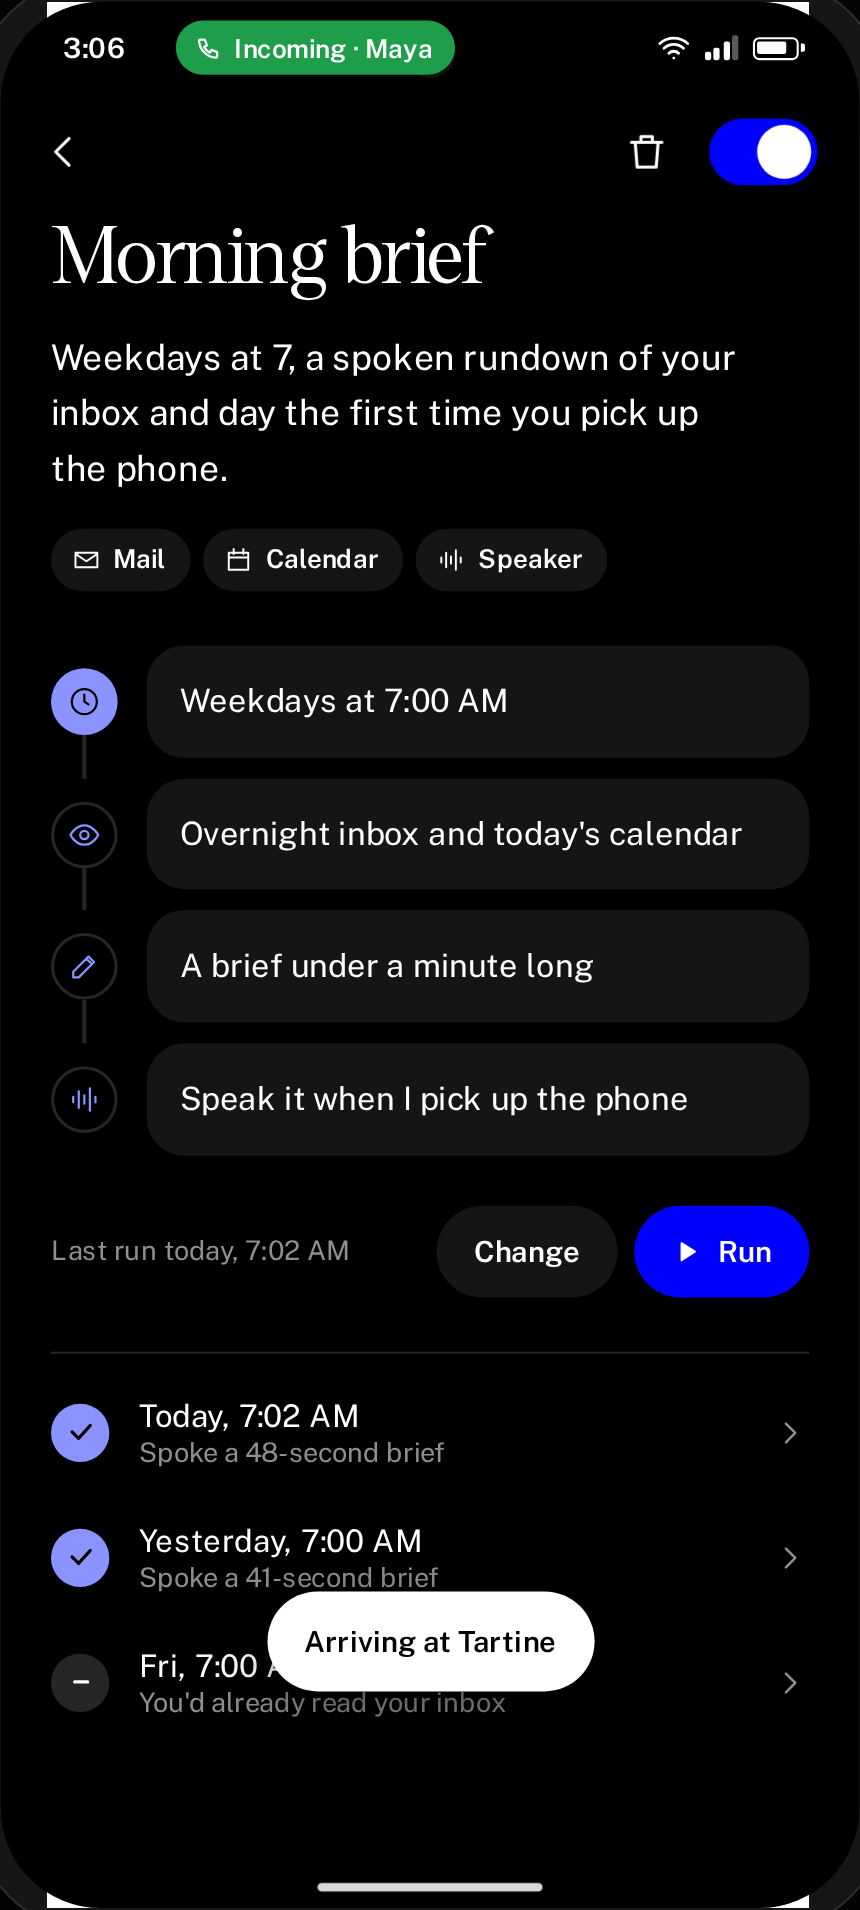 3:06
Incoming · Maya
Morning brief
Weekdays at 7, a spoken rundown of your
inbox and day the first time you pick up
the phone.
Mail
Calendar
Speaker
Weekdays at 7:00 AM
Overnight inbox and today's calendar
A brief under a minute long
Speak it when I pick up the phone
Last run today, 7:02 AM
Change
Run
Today, 7:02 AM
Spoke a 48-second brief
Yesterday, 7:00 AM
Spoke a 41-second brief
Arriving at Tartine
Fri, 7:00
You'd already read your inbox